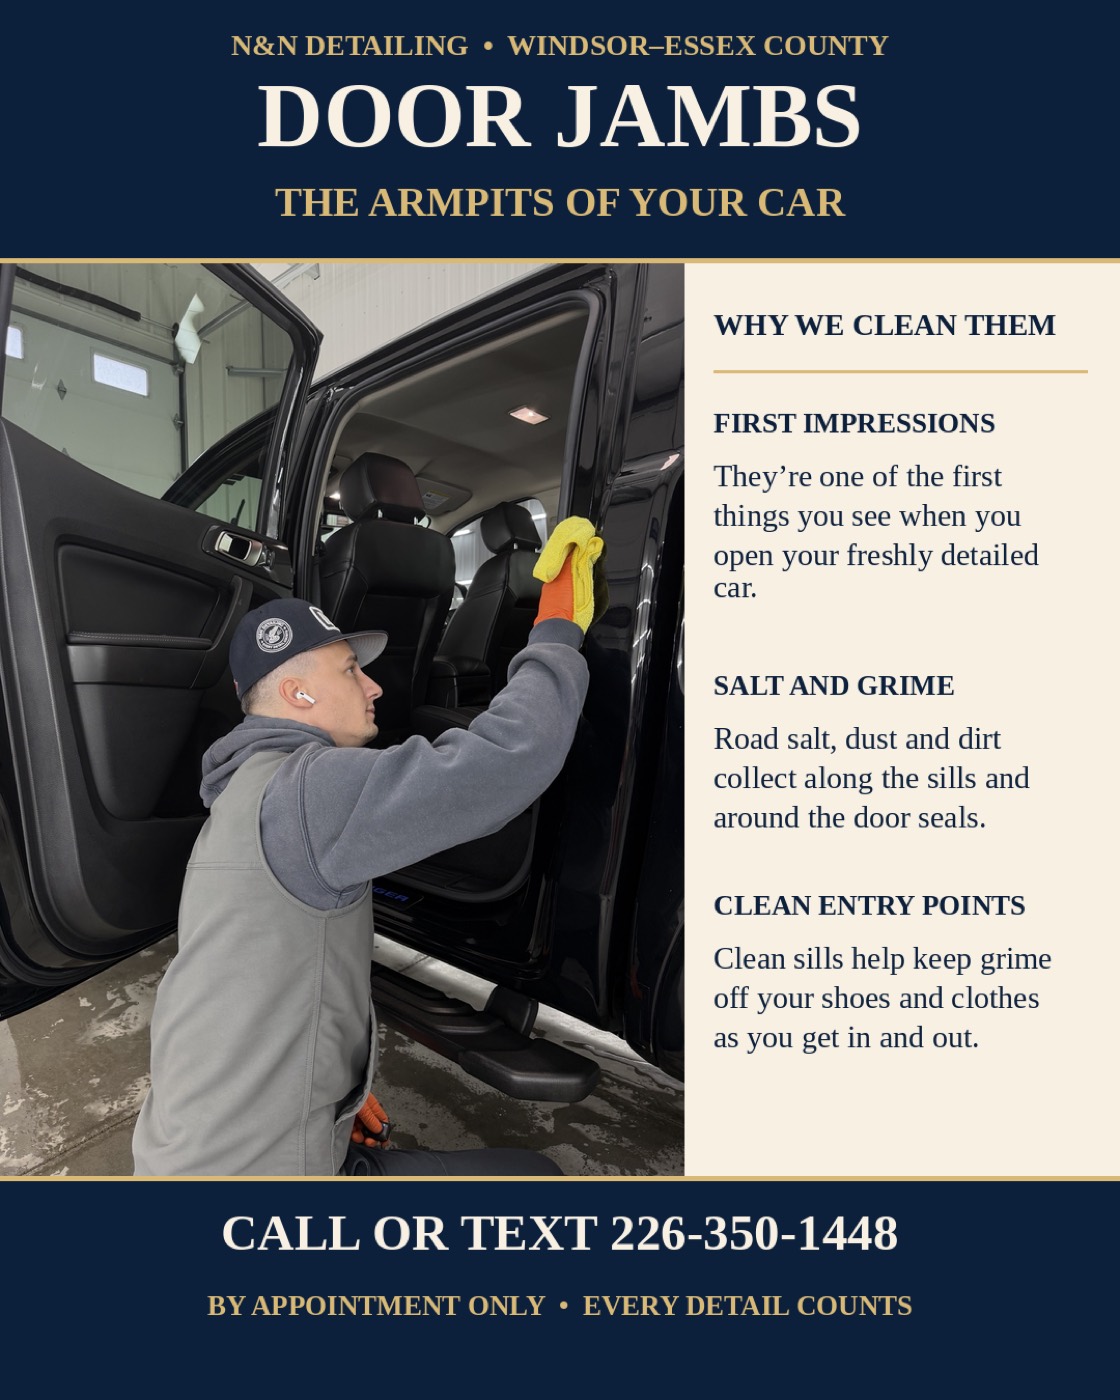 N&N DETAILING • WINDSOR–ESSEX COUNTY
DOOR JAMBS
THE ARMPITS OF YOUR CAR
WHY WE CLEAN THEM
FIRST IMPRESSIONS
They’re one of the first
things you see when you
open your freshly detailed
car.
SALT AND GRIME
Road salt, dust and dirt
collect along the sills and
around the door seals.
CLEAN ENTRY POINTS
Clean sills help keep grime
off your shoes and clothes
as you get in and out.
CALL OR TEXT 226-350-1448
BY APPOINTMENT ONLY • EVERY DETAIL COUNTS